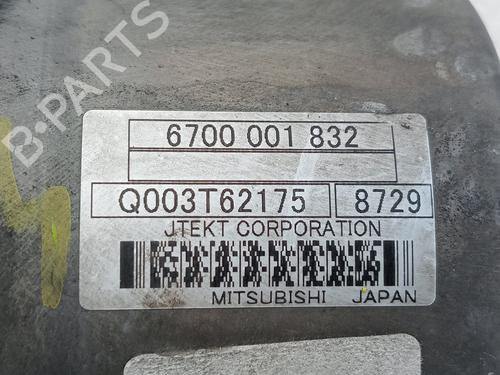 B-PARTS
6700 001 832
Q003T62175 8729
JTEKT CORPORATION
MITSUBISHI JAPAN